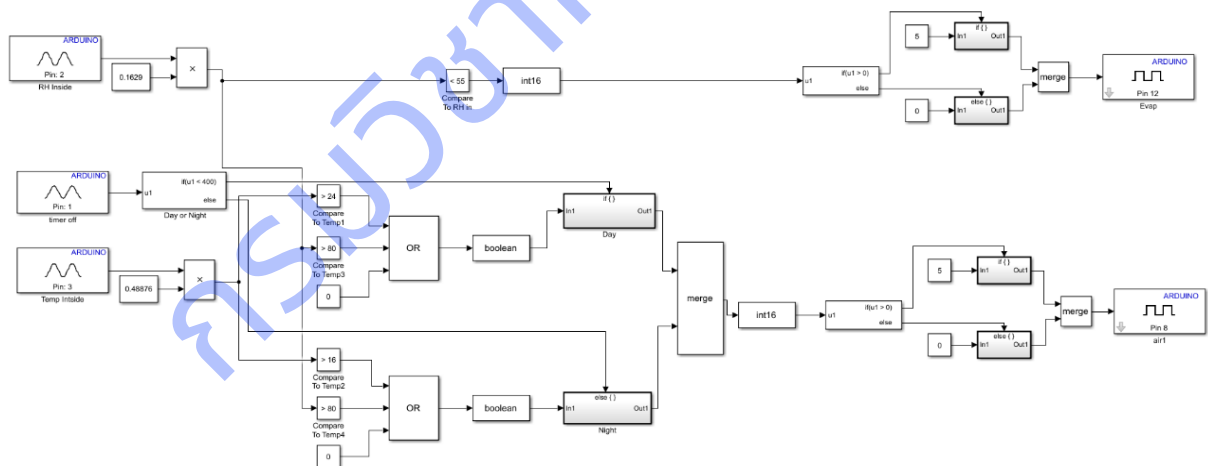 ARDUINO
Pin: 2
RH Inside
0.1629
×
< 55
Compare
To RH in
int16
u1
if(u1 > 0)
else
5
if { }
In1
Out1
0
else { }
In1
Out1
merge
ARDUINO
Pin 12
Evap
ARDUINO
Pin: 1
timer off
u1
if(u1 < 400)
else
Day or Night
ARDUINO
Pin: 3
Temp Intside
0.48876
×
> 24
Compare
To Temp1
> 80
Compare
To Temp3
0
OR
boolean
if { }
In1
Out1
Day
> 16
Compare
To Temp2
> 80
Compare
To Temp4
0
OR
boolean
else { }
In1
Out1
Night
merge
int16
u1
if(u1 > 0)
else
5
if { }
In1
Out1
0
else { }
In1
Out1
merge
ARDUINO
Pin 8
air1